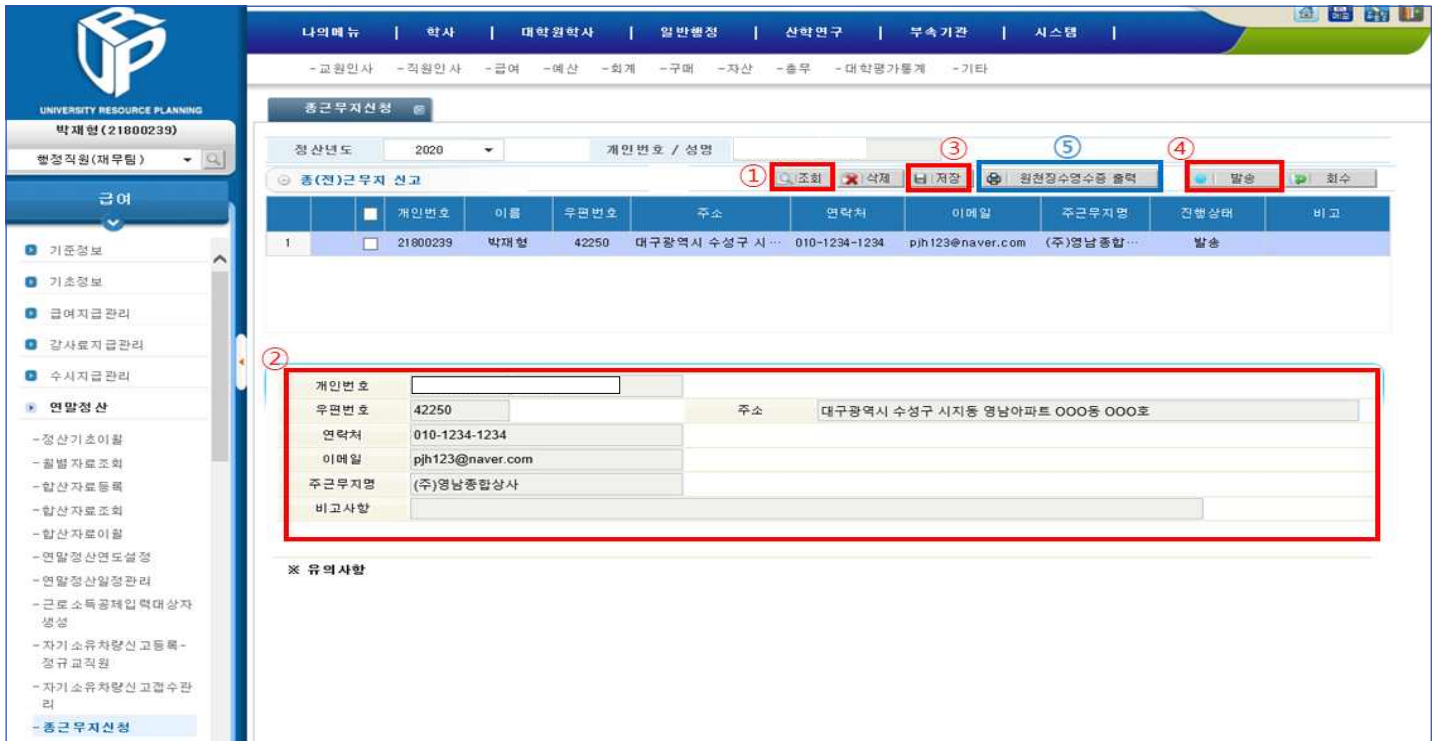 URP
UNIVERSITY RESOURCE PLANNING
박재형(21800239)
행정직원(재무팀)
급여
기준정보
기초정보
급여지급관리
강사료지급관리
수시지급관리
연말정산
-정산기초이월
-월별자료조회
-합산자료등록
-합산자료조회
-합산자료이월
-연말정산연도설정
-연말정산일정관리
-근로소득공제입력대상자
생성
-자기소유차량신고등록-
정규교직원
-자기소유차량신고접수관
리
-종근무지신청
나의메뉴 | 학사 | 대학원학사 | 일반행정 | 산학연구 | 부속기관 | 시스템 |
-교원인사 -직원인사 -급여 -예산 -회계 -구매 -자산 -총무 -대학평가통계 -기타
종근무지신청
정산년도 2020 개인번호 / 성명 ③ ⑤ ④
종(전)근무지 신고 ① 조회 삭제 저장 원천징수영수증 출력 발송 회수
개인번호 이름 우편번호 주소 연락처 이메일 주근무지명 진행상태 비고
1 21800239 박재형 42250 대구광역시 수성구 시… 010-1234-1234 pjh123@naver.com (주)영남종합… 발송
②
개인번호
우편번호 42250 주소 대구광역시 수성구 시지동 영남아파트 OOO동 OOO호
연락처 010-1234-1234
이메일 pjh123@naver.com
주근무지명 (주)영남종합상사
비고사항
※ 유의사항